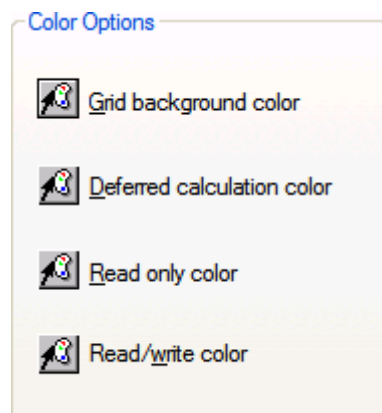 Color Options
Grid background color
Deferred calculation color
Read only color
Read/write color